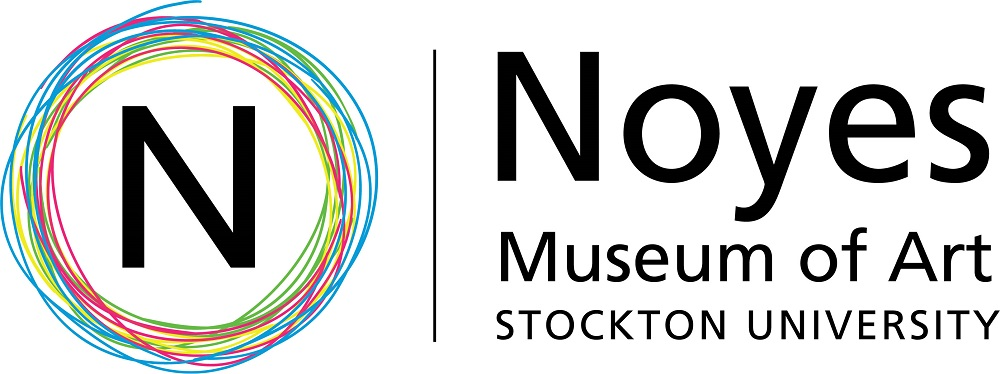 N
Noyes
Museum of Art
STOCKTON UNIVERSITY